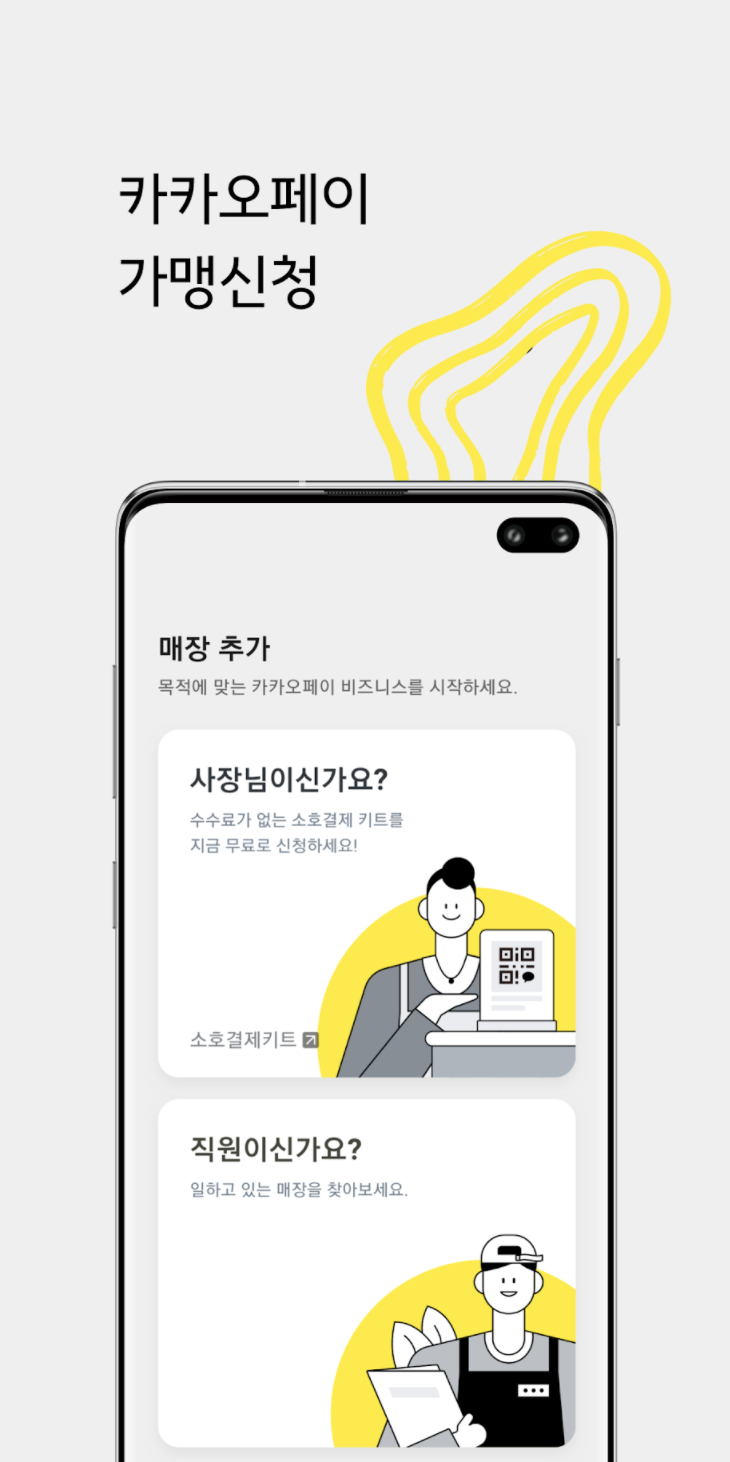 카카오페이
가맹신청
매장 추가
목적에 맞는 카카오페이 비즈니스를 시작하세요.
사장님이신가요?
수수료가 없는 소호결제 키트를
지금 무료로 신청하세요!
소호결제키트
직원이신가요?
일하고 있는 매장을 찾아보세요.